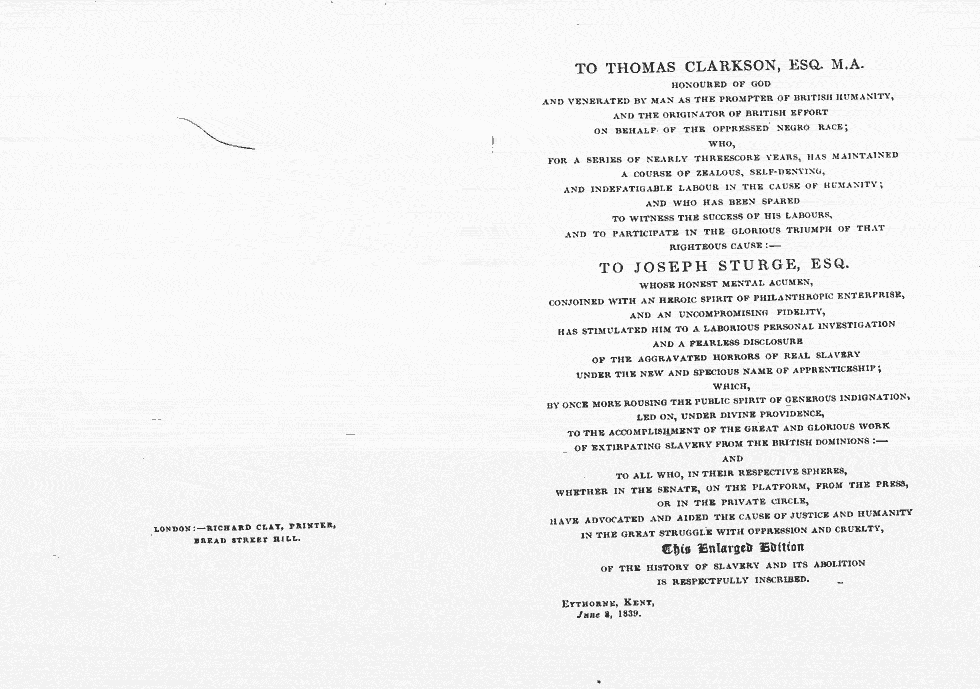 LONDON:—RICHARD CLAY, PRINTER,
BREAD STREET HILL.
TO THOMAS CLARKSON, ESQ. M.A.
HONOURED OF GOD
AND VENERATED BY MAN AS THE PROMPTER OF BRITISH HUMANITY,
AND THE ORIGINATOR OF BRITISH EFFORT
ON BEHALF OF THE OPPRESSED NEGRO RACE;
WHO,
FOR A SERIES OF NEARLY THREESCORE YEARS, HAS MAINTAINED
A COURSE OF ZEALOUS, SELF-DENYING,
AND INDEFATIGABLE LABOUR IN THE CAUSE OF HUMANITY;
AND WHO HAS BEEN SPARED
TO WITNESS THE SUCCESS OF HIS LABOURS,
AND TO PARTICIPATE IN THE GLORIOUS TRIUMPH OF THAT
RIGHTEOUS CAUSE:—
TO JOSEPH STURGE, ESQ.
WHOSE HONEST MENTAL ACUMEN,
CONJOINED WITH AN HEROIC SPIRIT OF PHILANTHROPIC ENTERPRISE,
AND AN UNCOMPROMISING FIDELITY,
HAS STIMULATED HIM TO A LABORIOUS PERSONAL INVESTIGATION
AND A FEARLESS DISCLOSURE
OF THE AGGRAVATED HORRORS OF REAL SLAVERY
UNDER THE NEW AND SPECIOUS NAME OF APPRENTICESHIP;
WHICH,
BY ONCE MORE ROUSING THE PUBLIC SPIRIT OF GENEROUS INDIGNATION,
LED ON, UNDER DIVINE PROVIDENCE,
TO THE ACCOMPLISHMENT OF THE GREAT AND GLORIOUS WORK
OF EXTIRPATING SLAVERY FROM THE BRITISH DOMINIONS:—
AND
TO ALL WHO, IN THEIR RESPECTIVE SPHERES,
WHETHER IN THE SENATE, ON THE PLATFORM, FROM THE PRESS,
OR IN THE PRIVATE CIRCLE,
HAVE ADVOCATED AND AIDED THE CAUSE OF JUSTICE AND HUMANITY
IN THE GREAT STRUGGLE WITH OPPRESSION AND CRUELTY,
This Enlarged Edition
OF THE HISTORY OF SLAVERY AND ITS ABOLITION
IS RESPECTFULLY INSCRIBED.
EYTHORNE, KENT,
June 8, 1839.